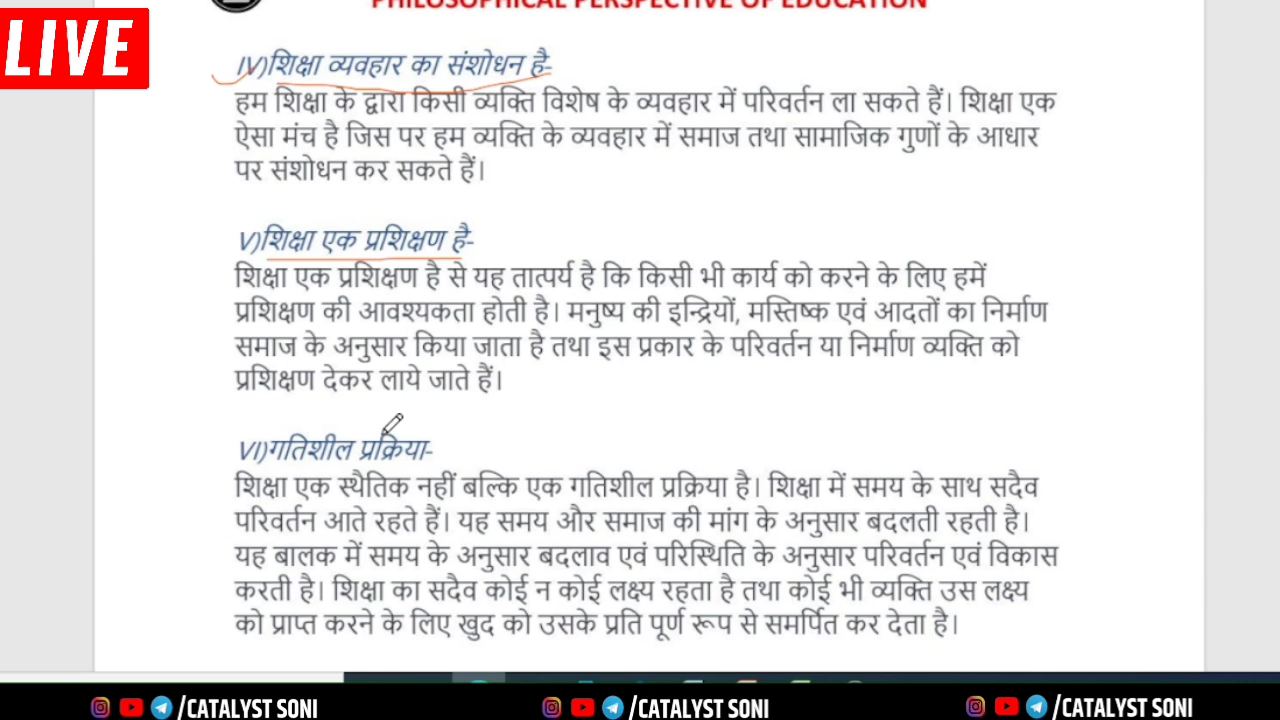 PHILOSOPHICAL PERSPECTIVE OF EDUCATION
LIVE
IV)शिक्षा व्यवहार का संशोधन है-
हम शिक्षा के द्वारा किसी व्यक्ति विशेष के व्यवहार में परिवर्तन ला सकते हैं। शिक्षा एक
ऐसा मंच है जिस पर हम व्यक्ति के व्यवहार में समाज तथा सामाजिक गुणों के आधार
पर संशोधन कर सकते हैं।
V)शिक्षा एक प्रशिक्षण है-
शिक्षा एक प्रशिक्षण है से यह तात्पर्य है कि किसी भी कार्य को करने के लिए हमें
प्रशिक्षण की आवश्यकता होती है। मनुष्य की इन्द्रियों, मस्तिष्क एवं आदतों का निर्माण
समाज के अनुसार किया जाता है तथा इस प्रकार के परिवर्तन या निर्माण व्यक्ति को
प्रशिक्षण देकर लाये जाते हैं।
VI)गतिशील प्रक्रिया-
शिक्षा एक स्थैतिक नहीं बल्कि एक गतिशील प्रक्रिया है। शिक्षा में समय के साथ सदैव
परिवर्तन आते रहते हैं। यह समय और समाज की मांग के अनुसार बदलती रहती है।
यह बालक में समय के अनुसार बदलाव एवं परिस्थिति के अनुसार परिवर्तन एवं विकास
करती है। शिक्षा का सदैव कोई न कोई लक्ष्य रहता है तथा कोई भी व्यक्ति उस लक्ष्य
को प्राप्त करने के लिए खुद को उसके प्रति पूर्ण रूप से समर्पित कर देता है।
/CATALYST SONI /CATALYST SONI /CATALYST SONI